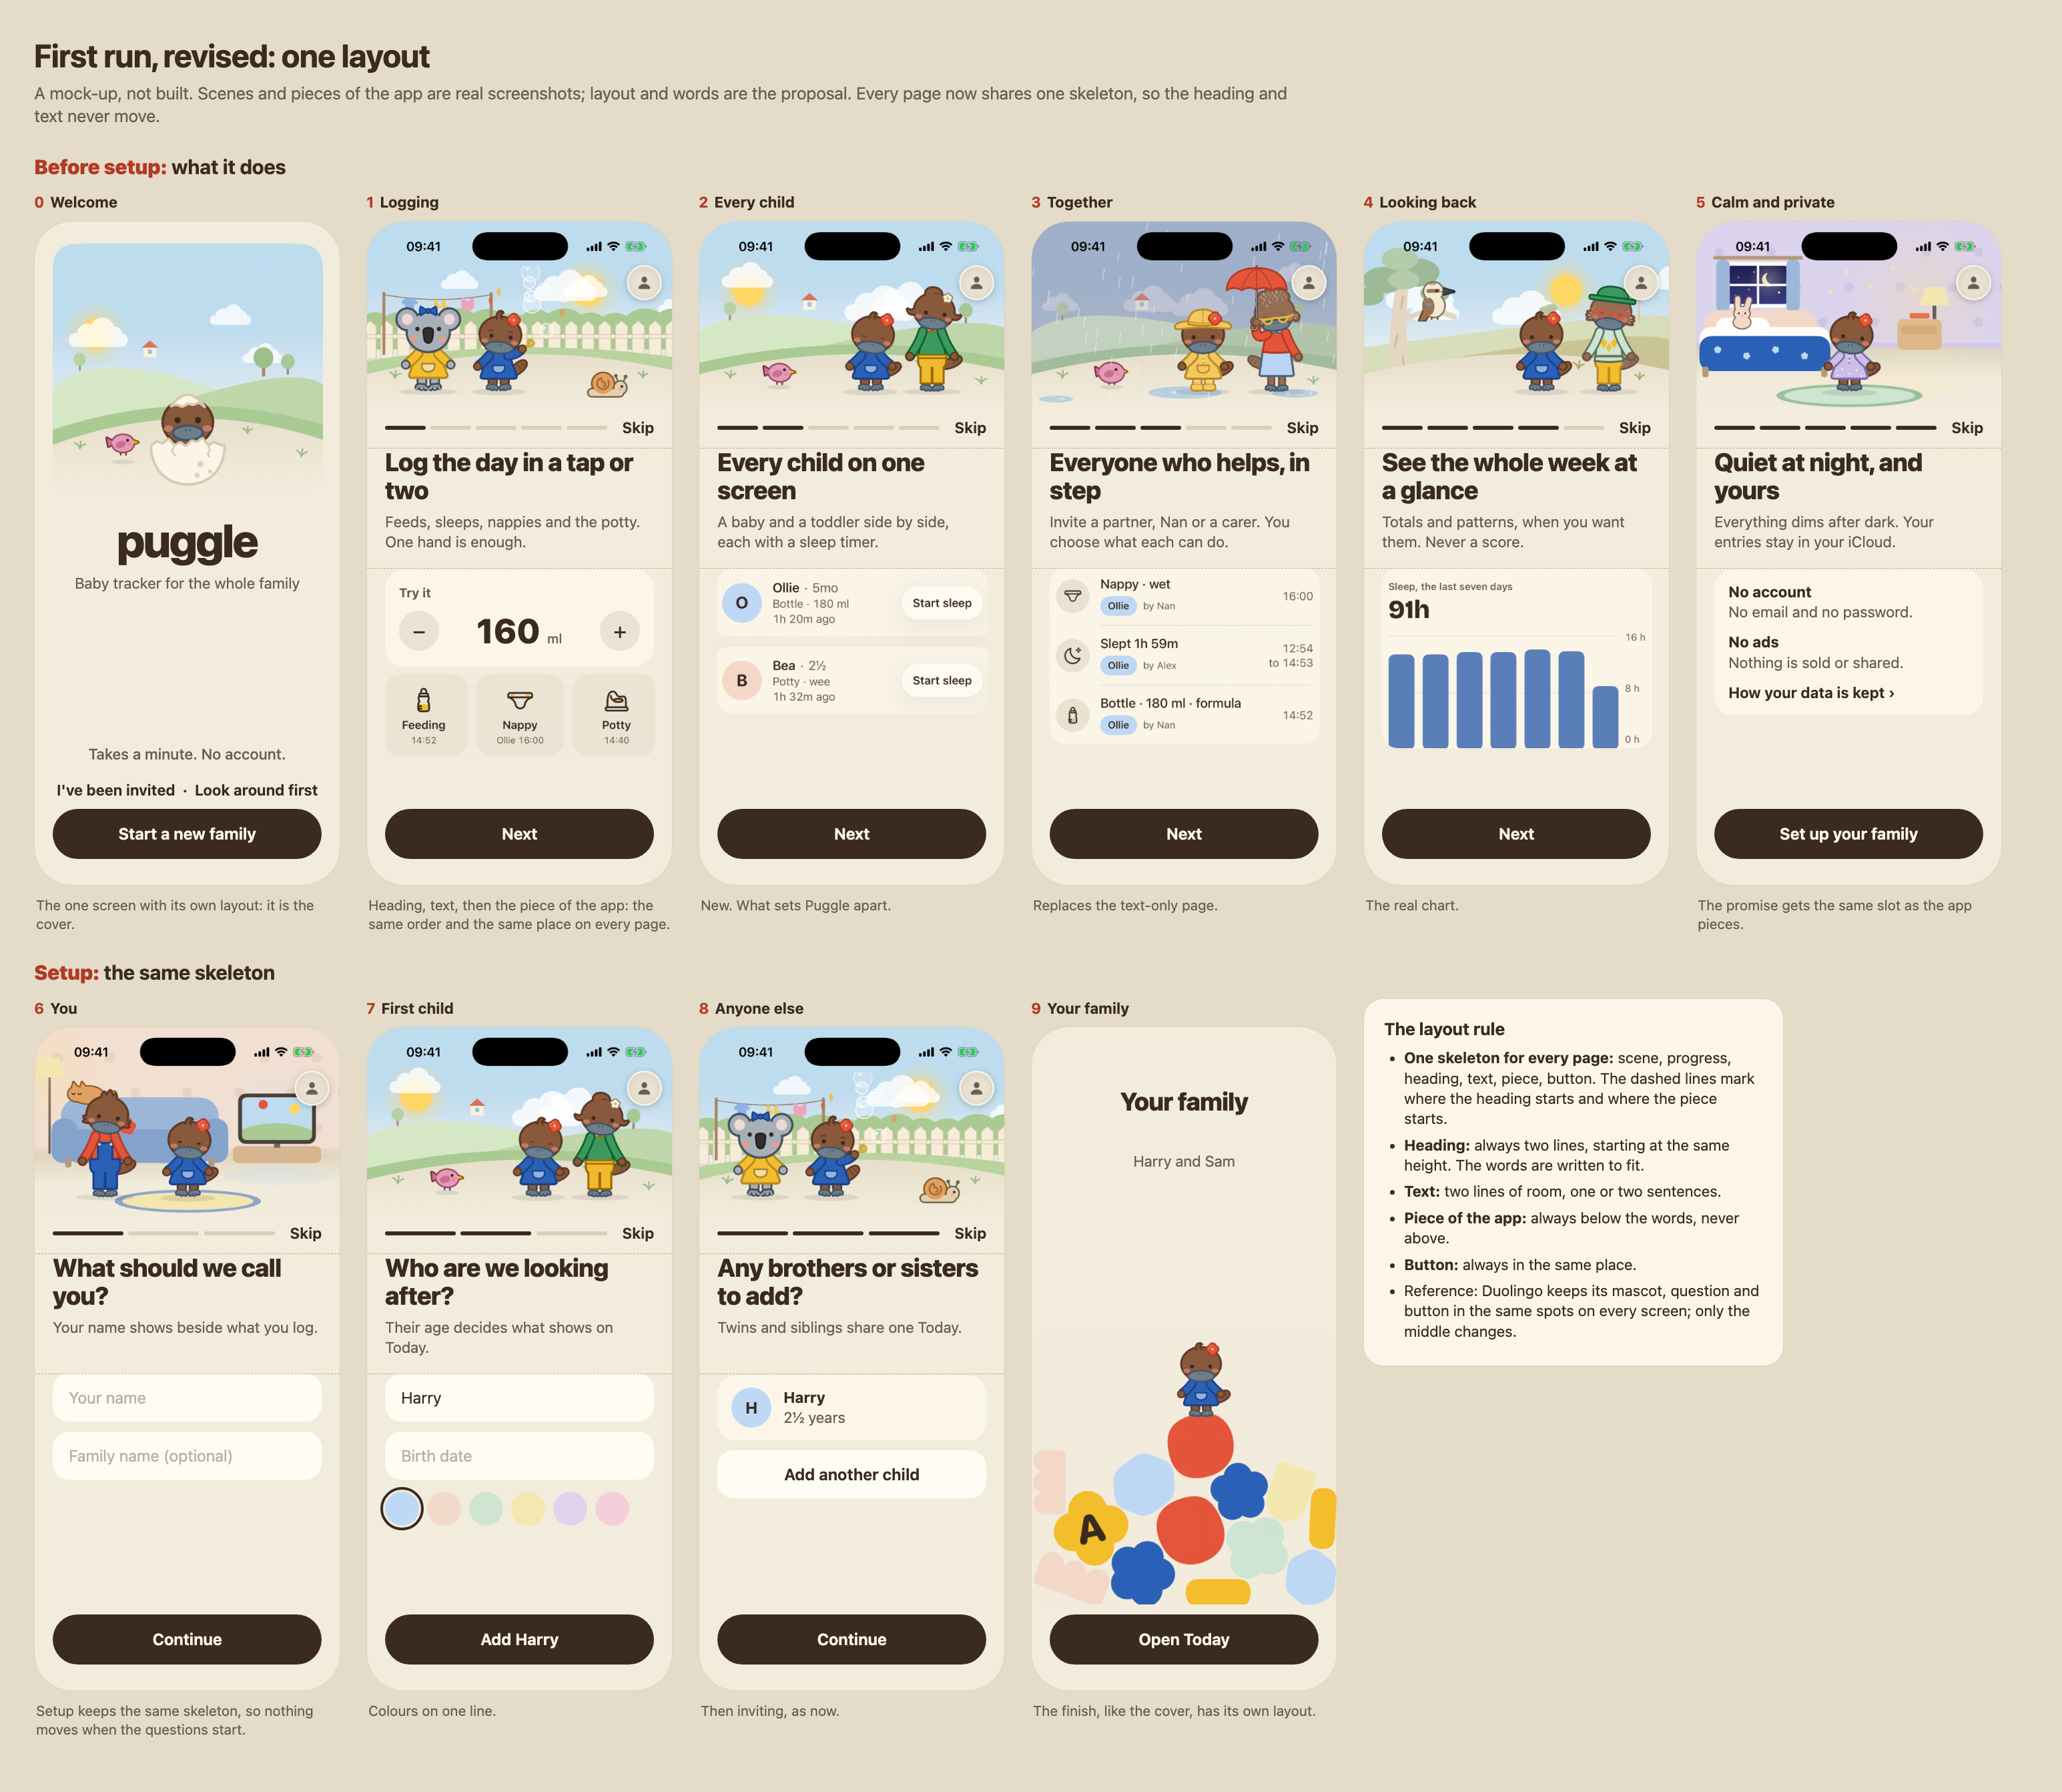 First run, revised: one layout
A mock-up, not built. Scenes and pieces of the app are real screenshots; layout and words are the proposal. Every page now shares one skeleton, so the heading and
text never move.
Before setup: what it does
0 Welcome
puggle
Baby tracker for the whole family
Takes a minute. No account.
I've been invited · Look around first
Start a new family
The one screen with its own layout: it is the
cover.
1 Logging
09:41
Skip
Log the day in a tap or
two
Feeds, sleeps, nappies and the potty.
One hand is enough.
Try it
− 160 ml +
Feeding
14:52
Nappy
Ollie 16:00
Potty
14:40
Next
Heading, text, then the piece of the app: the
same order and the same place on every page.
2 Every child
09:41
Skip
Every child on one
screen
A baby and a toddler side by side,
each with a sleep timer.
O
Ollie · 5mo
Bottle · 180 ml
1h 20m ago
Start sleep
B
Bea · 2½
Potty · wee
1h 32m ago
Start sleep
Next
New. What sets Puggle apart.
3 Together
09:41
Skip
Everyone who helps, in
step
Invite a partner, Nan or a carer. You
choose what each can do.
Nappy · wet
Ollie by Nan
16:00
Slept 1h 59m
Ollie by Alex
12:54
to 14:53
Bottle · 180 ml · formula
Ollie by Nan
14:52
Next
Replaces the text-only page.
4 Looking back
09:41
Skip
See the whole week at
a glance
Totals and patterns, when you want
them. Never a score.
Sleep, the last seven days
91h
16 h
8 h
0 h
Next
The real chart.
5 Calm and private
09:41
Skip
Quiet at night, and
yours
Everything dims after dark. Your
entries stay in your iCloud.
No account
No email and no password.
No ads
Nothing is sold or shared.
How your data is kept ›
Set up your family
The promise gets the same slot as the app
pieces.
Setup: the same skeleton
6 You
09:41
Skip
What should we call
you?
Your name shows beside what you log.
Your name
Family name (optional)
Continue
Setup keeps the same skeleton, so nothing
moves when the questions start.
7 First child
09:41
Skip
Who are we looking
after?
Their age decides what shows on
Today.
Harry
Birth date
Add Harry
Colours on one line.
8 Anyone else
09:41
Skip
Any brothers or sisters
to add?
Twins and siblings share one Today.
H
Harry
2½ years
Add another child
Continue
Then inviting, as now.
9 Your family
Your family
Harry and Sam
A
Open Today
The finish, like the cover, has its own layout.
The layout rule
• One skeleton for every page: scene, progress,
heading, text, piece, button. The dashed lines mark
where the heading starts and where the piece
starts.
• Heading: always two lines, starting at the same
height. The words are written to fit.
• Text: two lines of room, one or two sentences.
• Piece of the app: always below the words, never
above.
• Button: always in the same place.
• Reference: Duolingo keeps its mascot, question and
button in the same spots on every screen; only the
middle changes.